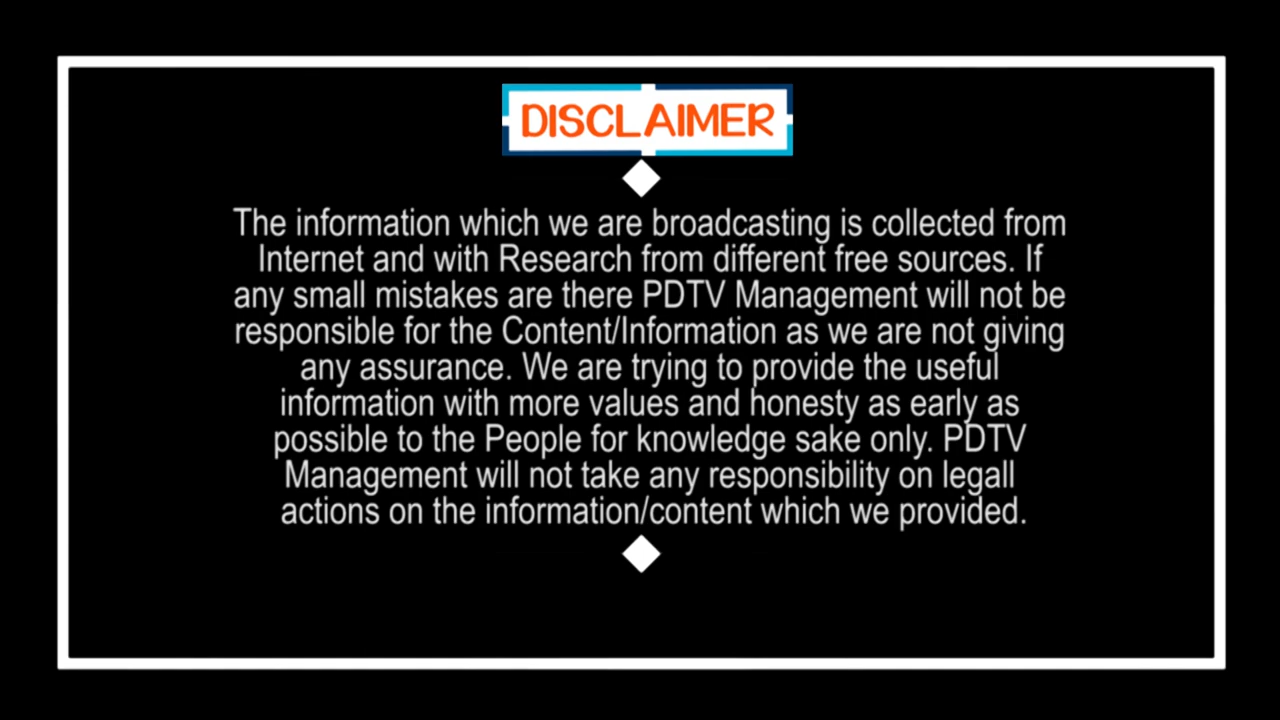 DISCLAIMER
The information which we are broadcasting is collected from
Internet and with Research from different free sources. If
any small mistakes are there PDTV Management will not be
responsible for the Content/Information as we are not giving
any assurance. We are trying to provide the useful
information with more values and honesty as early as
possible to the People for knowledge sake only. PDTV
Management will not take any responsibility on legall
actions on the information/content which we provided.